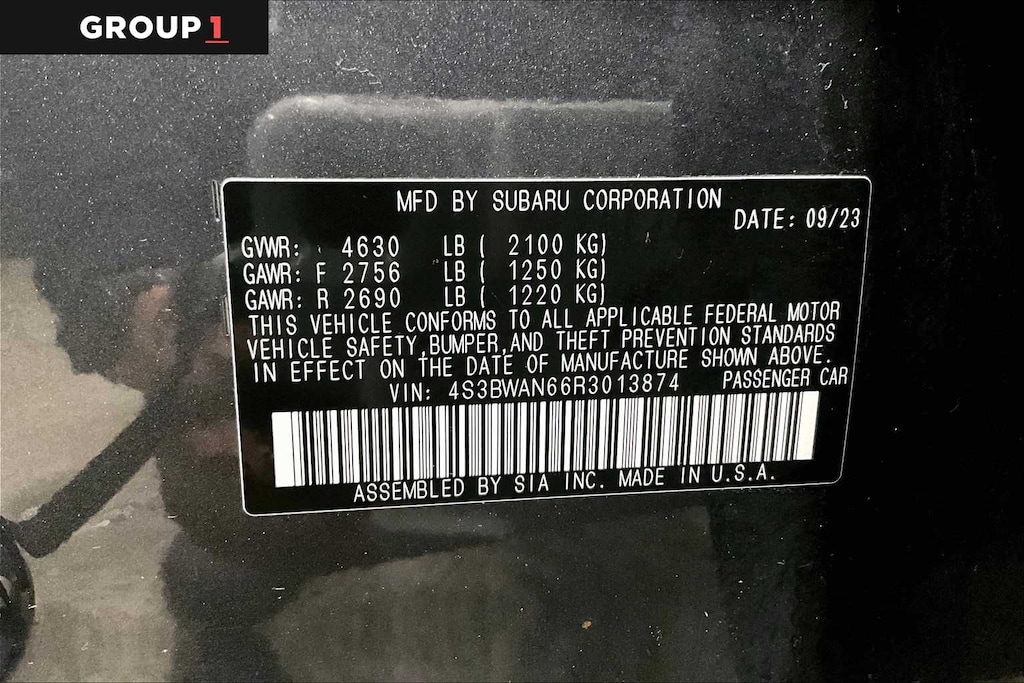 GROUP 1
MFD BY SUBARU CORPORATION
DATE: 09/23
GVWR: 4630 LB ( 2100 KG)
GAWR: F 2756 LB ( 1250 KG)
GAWR: R 2690 LB ( 1220 KG)
THIS VEHICLE CONFORMS TO ALL APPLICABLE FEDERAL MOTOR
VEHICLE SAFETY,BUMPER,AND THEFT PREVENTION STANDARDS
IN EFFECT ON THE DATE OF MANUFACTURE SHOWN ABOVE.
VIN: 4S3BWAN66R3013874 PASSENGER CAR
ASSEMBLED BY SIA INC. MADE IN U.S.A.